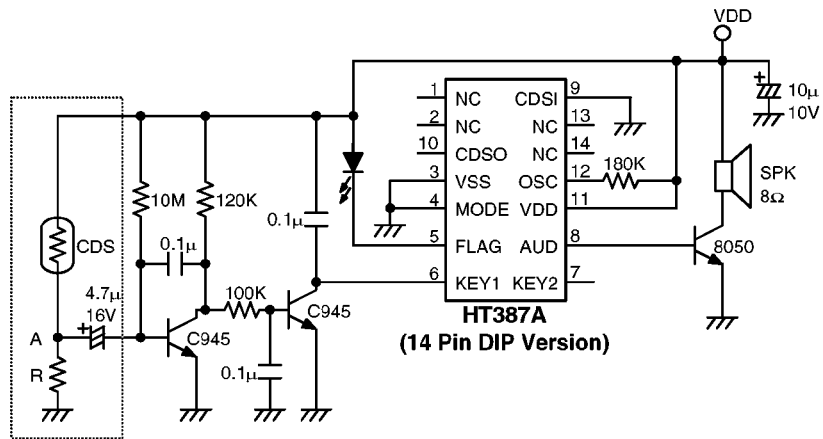 VDD
1 NC CDSI 9
2 NC NC 13
10 CDSO NC 14
3 VSS OSC 12 180K
4 MODE VDD 11
5 FLAG AUD 8
6 KEY1 KEY2 7
+ 10μ
10V
SPK
8Ω
8050
10M
120K
0.1μ
CDS
0.1μ
4.7μ
16V
+
A
R
C945
100K
C945
0.1μ
HT387A
(14 Pin DIP Version)